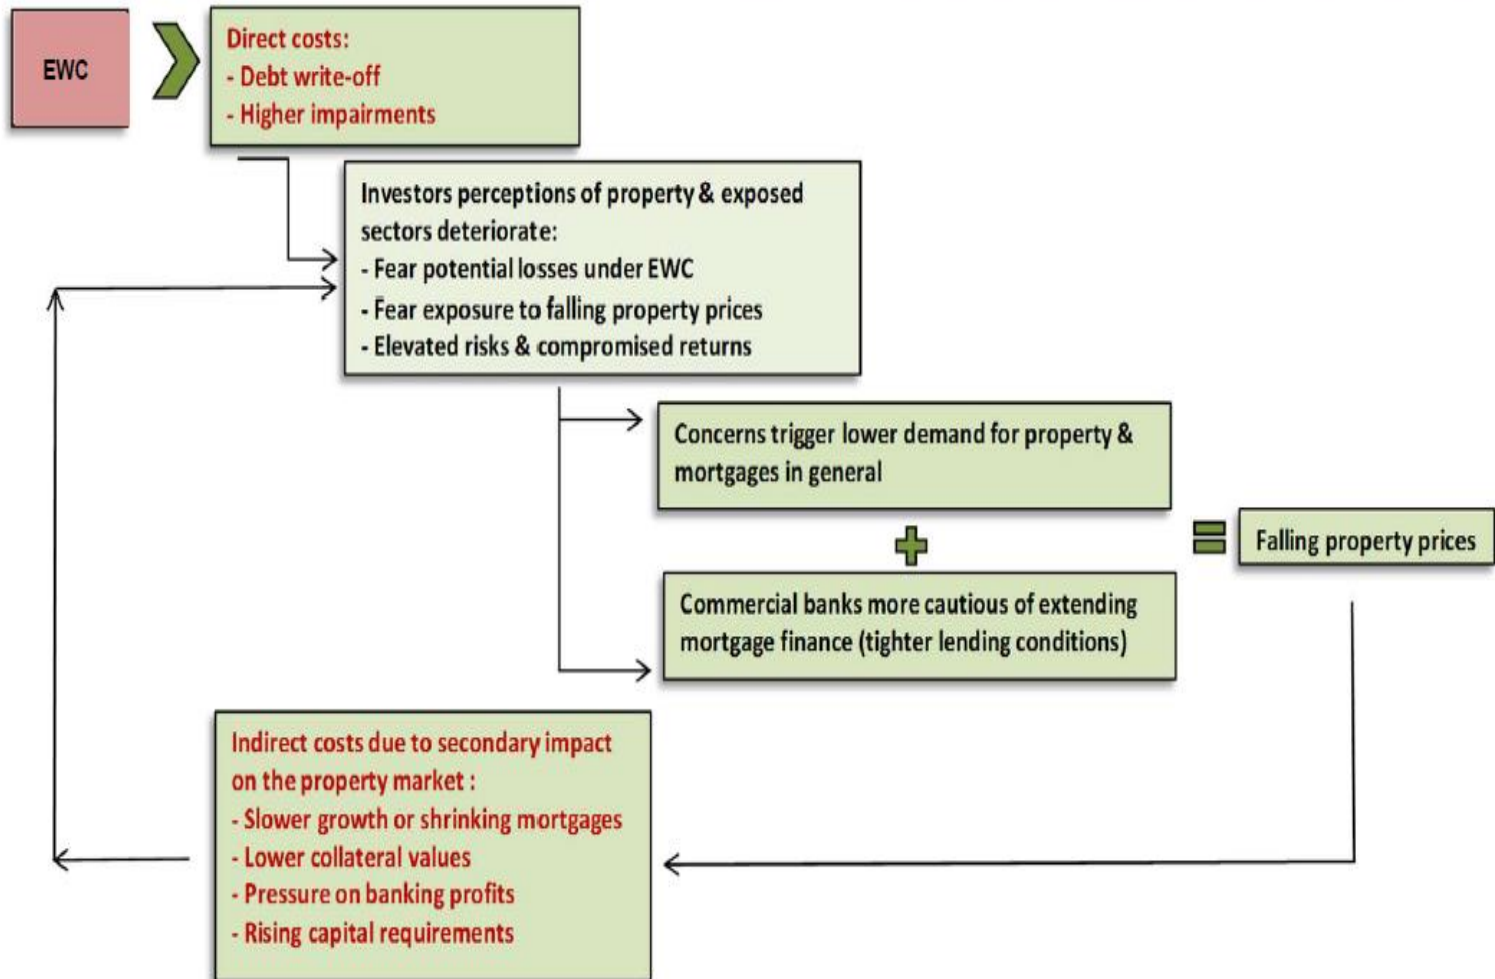 EWC
Direct costs:
- Debt write-off
- Higher impairments
Investors perceptions of property & exposed
sectors deteriorate:
- Fear potential losses under EWC
- Fear exposure to falling property prices
- Elevated risks & compromised returns
Concerns trigger lower demand for property &
mortgages in general
Commercial banks more cautious of extending
mortgage finance (tighter lending conditions)
Falling property prices
Indirect costs due to secondary impact
on the property market :
- Slower growth or shrinking mortgages
- Lower collateral values
- Pressure on banking profits
- Rising capital requirements